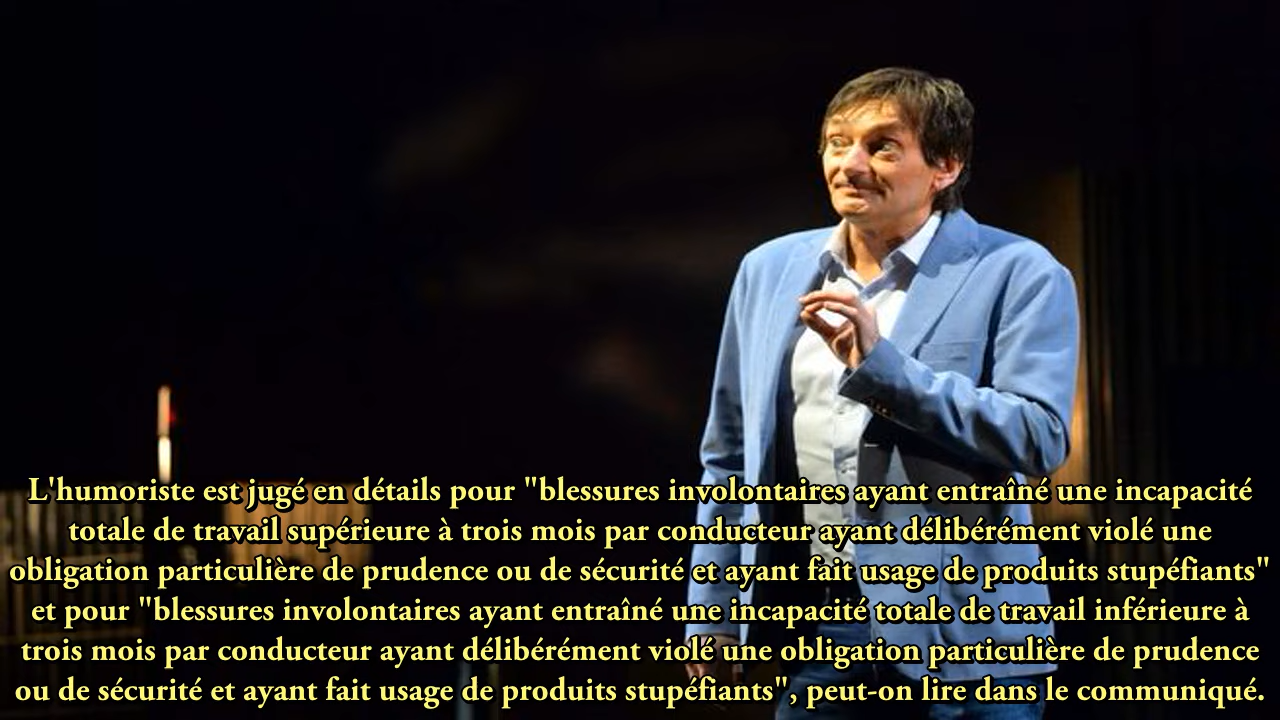 L'humoriste est jugé en détails pour "blessures involontaires ayant entraîné une incapacité
totale de travail supérieure à trois mois par conducteur ayant délibérément violé une
obligation particulière de prudence ou de sécurité et ayant fait usage de produits stupéfiants"
et pour "blessures involontaires ayant entraîné une incapacité totale de travail inférieure à
trois mois par conducteur ayant délibérément violé une obligation particulière de prudence
ou de sécurité et ayant fait usage de produits stupéfiants", peut-on lire dans le communiqué.